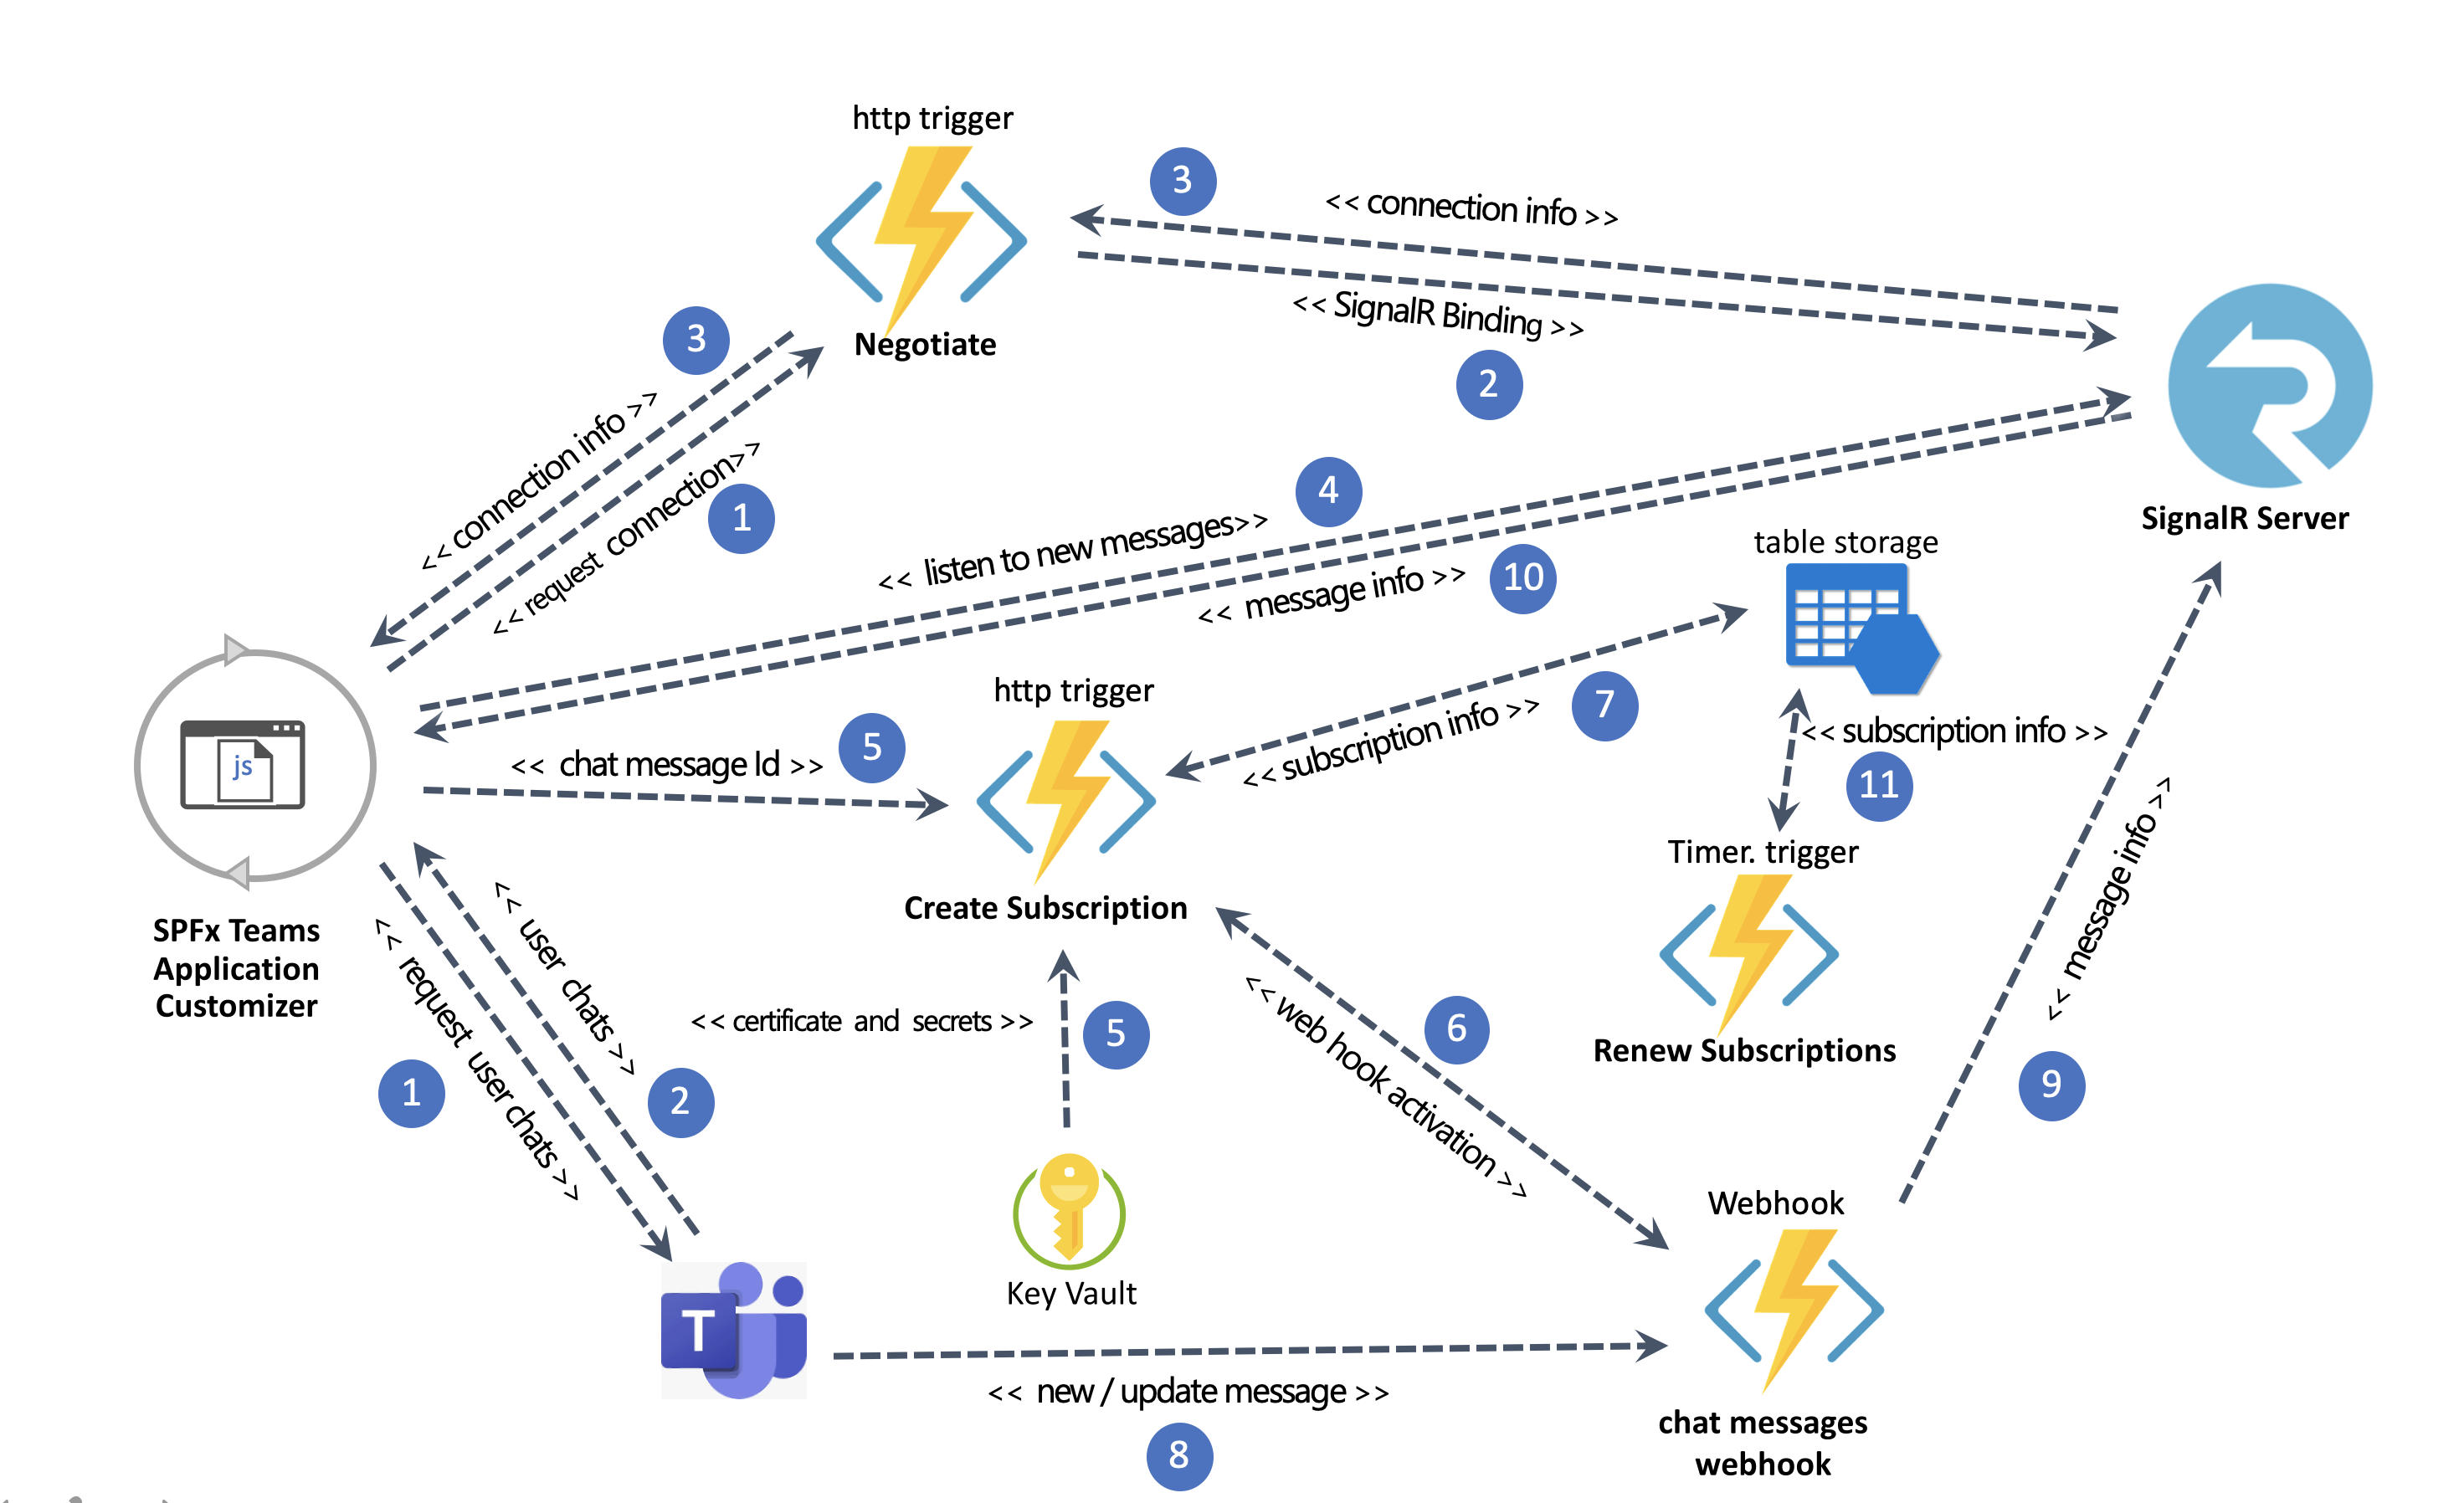 http trigger
Negotiate
3
<< connection info >>
<< SignalR Binding >>
2
SignalR Server
3
<< connection info >>
<< request connection>>
1
<< listen to new messages>>
4
<< message info >>
10
table storage
http trigger
<< subscription info >>
7
<< subscription info >>
11
js
<< chat message Id >>
5
Create Subscription
Timer. trigger
Renew Subscriptions
<< message info >>
9
SPFx Teams
Application
Customizer
<< request user chats >>
1
<< user chats >>
2
<< certificate and secrets >>
5
<< web hook activation >>
6
Key Vault
Webhook
T
<< new / update message >>
8
chat messages
webhook